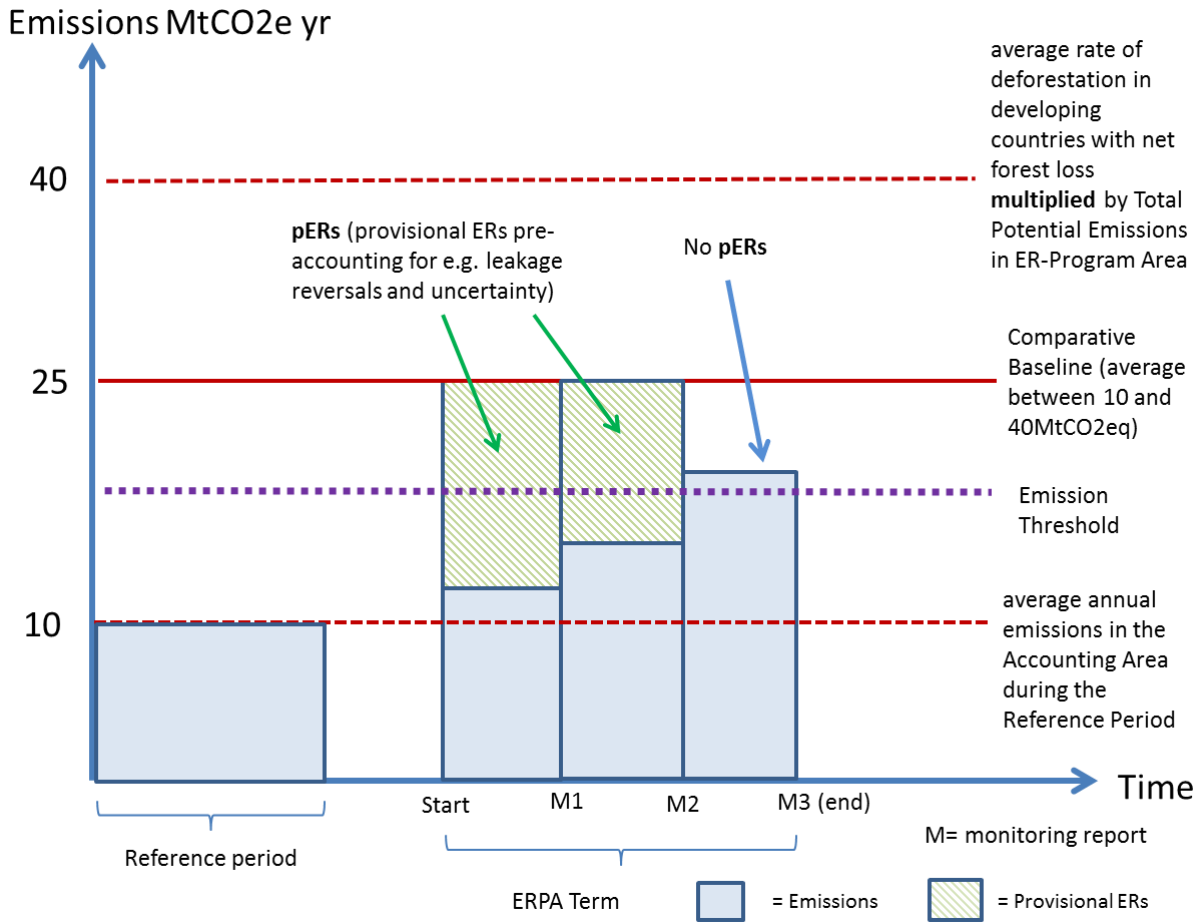 Emissions MtCO2e yr
average rate of
deforestation in
developing
countries with net
forest loss
multiplied by Total
Potential Emissions
in ER-Program Area
40
pERs (provisional ERs pre-
accounting for e.g. leakage
reversals and uncertainty)
No pERs
25
Comparative
Baseline (average
between 10 and
40MtCO2eq)
Emission
Threshold
10
average annual
emissions in the
Accounting Area
during the
Reference Period
Time
Start
M1
M2
M3 (end)
Reference period
M= monitoring report
ERPA Term
= Emissions
= Provisional ERs